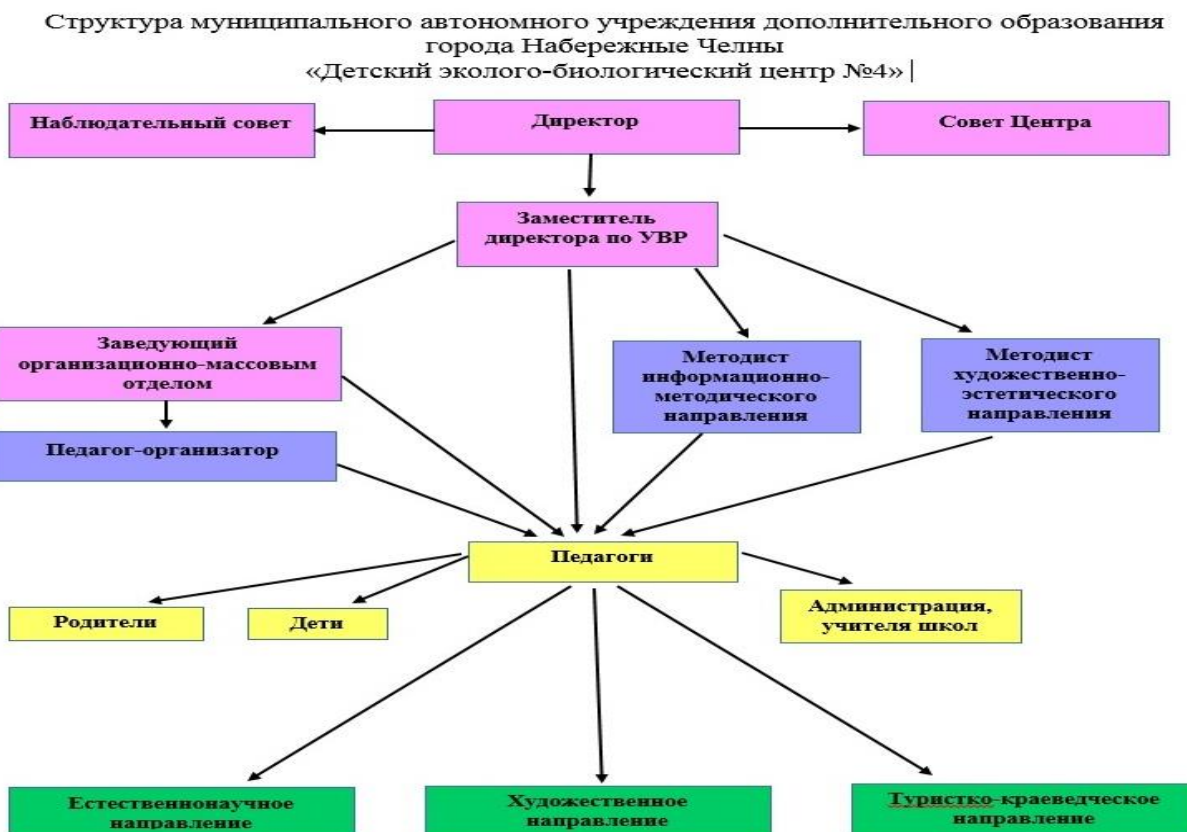 Структура муниципального автономного учреждения дополнительного образования
города Набережные Челны
«Детский эколого-биологический центр №4»
Наблюдательный совет
Директор
Совет Центра
Заместитель
директора по УВР
Заведующий
организационно-массовым
отделом
Методист
информационно-
методического
направления
Методист
художественно-
эстетического
направления
Педагог-организатор
Педагоги
Родители
Дети
Администрация,
учителя школ
Естественнонаучное
направление
Художественное
направление
Туристко-краеведческое
направление